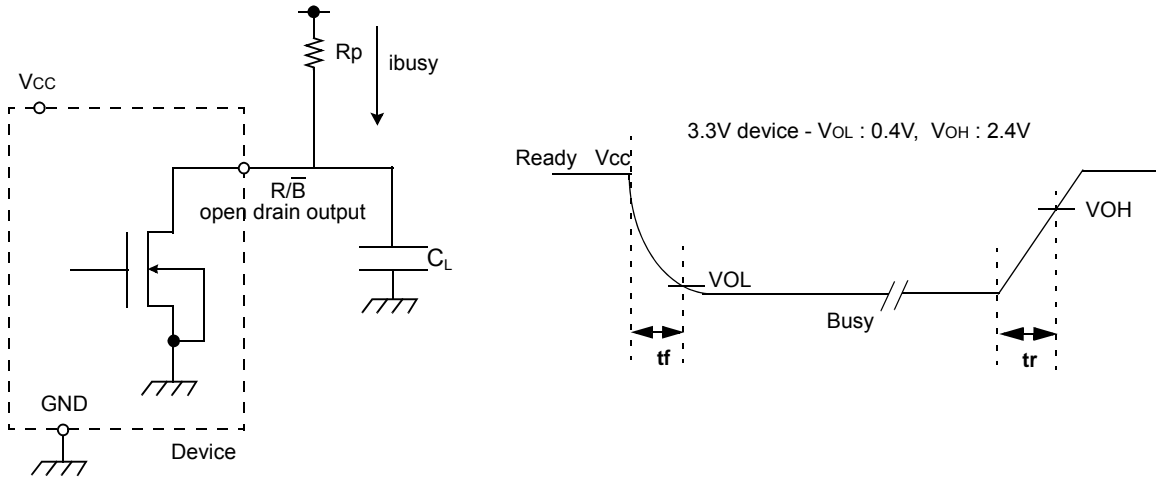 Rp
ibusy
VCC
R/B̅
open drain output
CL
GND
Device
3.3V device - VOL : 0.4V, VOH : 2.4V
Ready Vcc
VOH
VOL
Busy
tf
tr